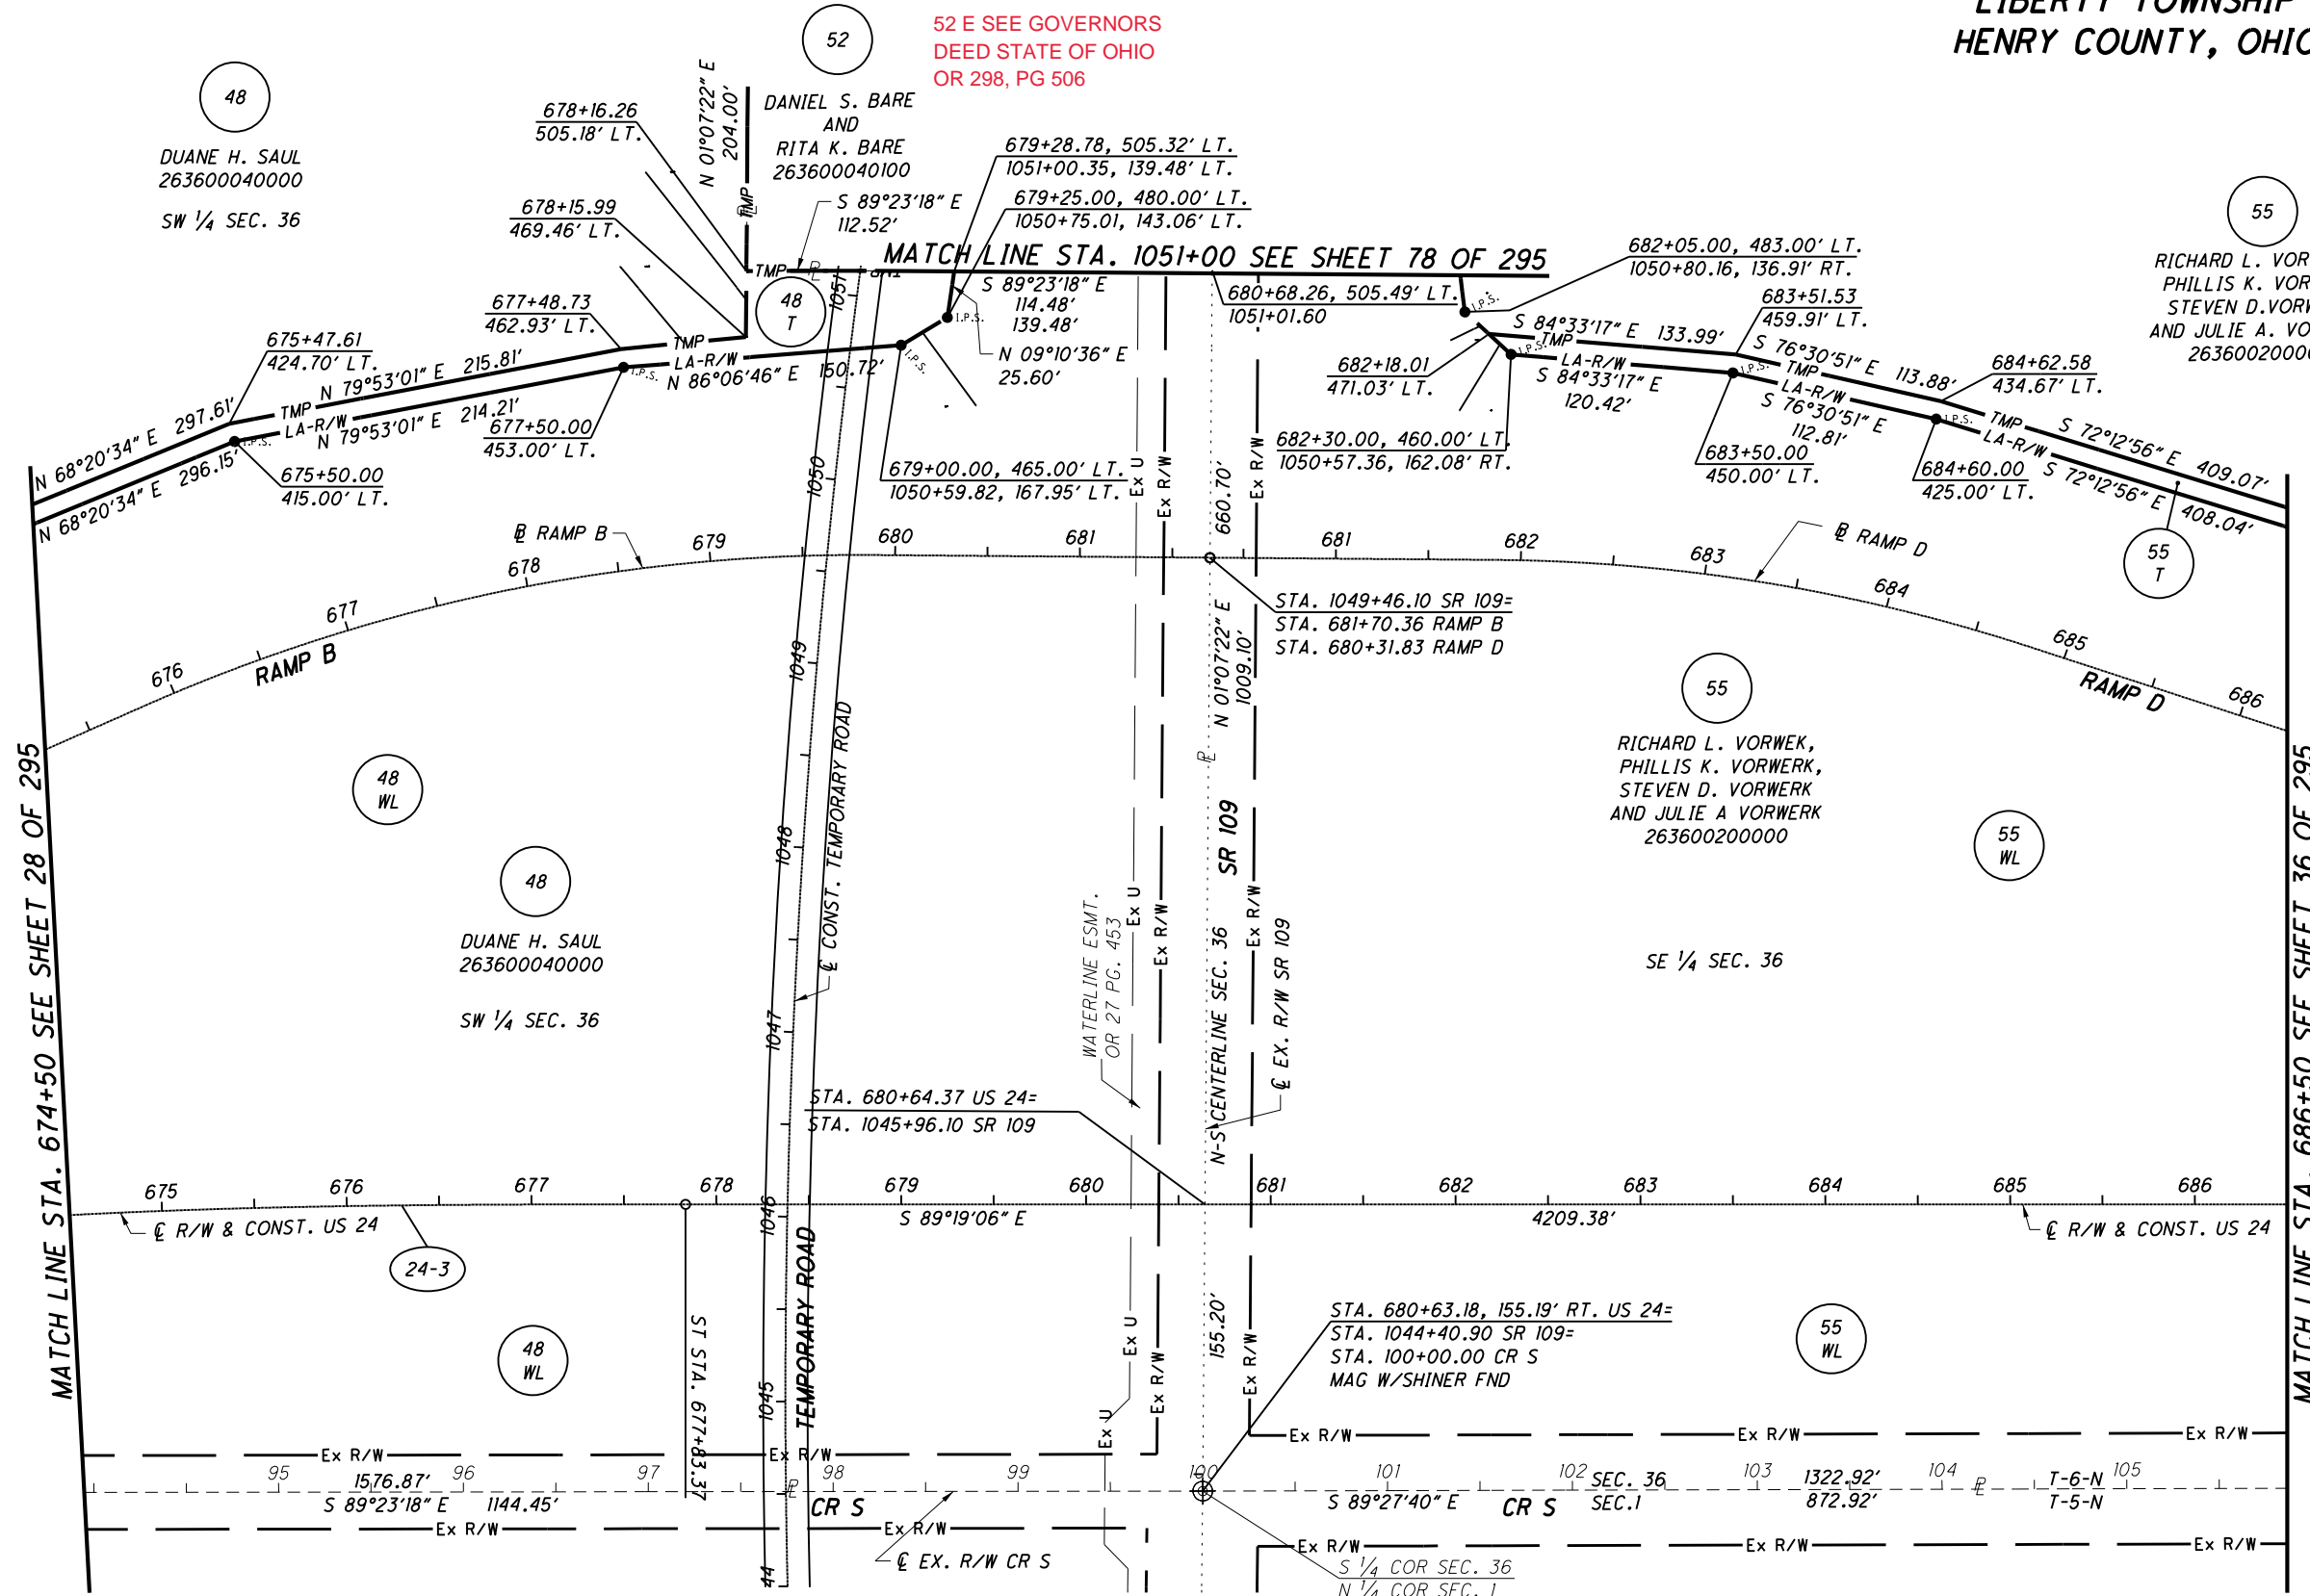 LIBERTY TOWNSHIP
HENRY COUNTY, OHIO
52
52 E SEE GOVERNORS
DEED STATE OF OHIO
OR 298, PG 506
48
DUANE H. SAUL
263600040000
SW 1/4 SEC. 36
678+16.26
505.18' LT.
N 01°07'22" E
204.00'
TMP
DANIEL S. BARE
AND
RITA K. BARE
263600040100
S 89°23'18" E
112.52'
679+28.78, 505.32' LT.
1051+00.35, 139.48' LT.
679+25.00, 480.00' LT.
1050+75.01, 143.06' LT.
678+15.99
469.46' LT.
MATCH LINE STA. 1051+00 SEE SHEET 78 OF 295
TMP
48
T
S 89°23'18" E
114.48'
139.48'
N 09°10'36" E
25.60'
680+68.26, 505.49' LT.
1051+01.60
682+05.00, 483.00' LT.
1050+80.16, 136.91' RT.
55
RICHARD L. VOR
PHILLIS K. VOR
STEVEN D.VORW
AND JULIE A. VO
2636002000
677+48.73
462.93' LT.
675+47.61
424.70' LT.
N 68°20'34" E 297.61'
TMP
N 79°53'01" E 215.81'
TMP
N 68°20'34" E 296.15'
LA-R/W
N 79°53'01" E 214.21'
LA-R/W
N 86°06'46" E 150.72'
I.P.S.
I.P.S.
I.P.S.
I.P.S.
675+50.00
415.00' LT.
677+50.00
453.00' LT.
679+00.00, 465.00' LT.
1050+59.82, 167.95' LT.
682+18.01
471.03' LT.
682+30.00, 460.00' LT.
1050+57.36, 162.08' RT.
I.P.S.
I.P.S.
I.P.S.
I.P.S.
S 84°33'17" E 133.99'
TMP
LA-R/W
S 84°33'17" E
120.42'
683+51.53
459.91' LT.
S 76°30'51" E 113.88'
TMP
LA-R/W
S 76°30'51" E
112.81'
683+50.00
450.00' LT.
684+62.58
434.67' LT.
684+60.00
425.00' LT.
TMP
S 72°12'56" E 409.07'
LA-R/W
S 72°12'56" E 408.04'
55
T
℄ RAMP B
℄ RAMP D
676 677 678 679 680 681
681 682 683 684 685 686
RAMP B
RAMP D
660.70'
STA. 1049+46.10 SR 109=
STA. 681+70.36 RAMP B
STA. 680+31.83 RAMP D
N 01°07'22" E
1009.10'
1051
1050
1049
1048
1047
1046
1045
44
℄ CONST. TEMPORARY ROAD
TEMPORARY ROAD
MATCH LINE STA. 674+50 SEE SHEET 28 OF 295
MATCH LINE STA. 686+50 SEE SHEET 36 OF 295
48
WL
48
DUANE H. SAUL
263600040000
SW 1/4 SEC. 36
55
RICHARD L. VORWEK,
PHILLIS K. VORWERK,
STEVEN D. VORWERK
AND JULIE A VORWERK
263600200000
55
WL
SE 1/4 SEC. 36
Ex U
Ex R/W
Ex R/W
Ex U
Ex R/W
Ex R/W
WATERLINE ESMT.
OR 27 PG. 453
SR 109
N-S CENTERLINE SEC. 36
℄ EX. R/W SR 109
STA. 680+64.37 US 24=
STA. 1045+96.10 SR 109
675 676 677 678 679 680 681 682 683 684 685 686
℄ R/W & CONST. US 24
S 89°19'06" E
4209.38'
℄ R/W & CONST. US 24
24-3
ST STA. 677+83.37
48
WL
155.20'
Ex U
Ex R/W
Ex R/W
Ex U
STA. 680+63.18, 155.19' RT. US 24=
STA. 1044+40.90 SR 109=
STA. 100+00.00 CR S
MAG W/SHINER FND
55
WL
Ex R/W
Ex R/W
Ex R/W
Ex R/W
Ex R/W
95 96 97 98 99 100 101 102 103 104 105
1576.87'
S 89°23'18" E 1144.45'
CR S
S 89°27'40" E
CR S
SEC. 36
SEC.1
1322.92'
872.92'
T-6-N
T-5-N
Ex R/W
Ex R/W
Ex R/W
Ex R/W
Ex R/W
℄ EX. R/W CR S
S 1/4 COR SEC. 36
N 1/4 COR SEC. 1